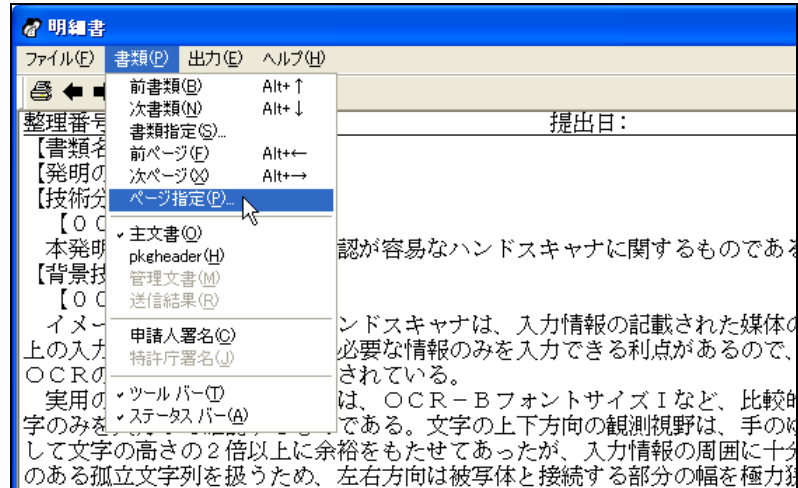 明細書
ファイル(F) 書類(P) 出力(E) ヘルプ(H)
前書類(B) Alt+↑
次書類(N) Alt+↓
書類指定(S)...
前ページ(F) Alt+←
次ページ(X) Alt+→
ページ指定(P)...
✓主文書(O)
pkgheader(H)
管理文書(M)
送信結果(R)
申請人署名(C)
特許庁署名(J)
✓ツール バー(T)
✓ステータス バー(A)
整理番号 提出日:
【書類名
【発明の
【技術分
【００
本発明 認が容易なハンドスキャナに関するものである
【背景技
【００
イメー ンドスキャナは、入力情報の記載された媒体の
上の入力 必要な情報のみを入力できる利点があるので、
ＯＣＲの されている。
実用の は、ＯＣＲ－ＢフォントサイズＩなど、比較的
字のみを である。文字の上下方向の観測視野は、手のゆ
して文字の高さの２倍以上に余裕をもたせてあったが、入力情報の周囲に十分
のある孤立文字列を扱うため、左右方向は被写体と接続する部分の幅を極力狭